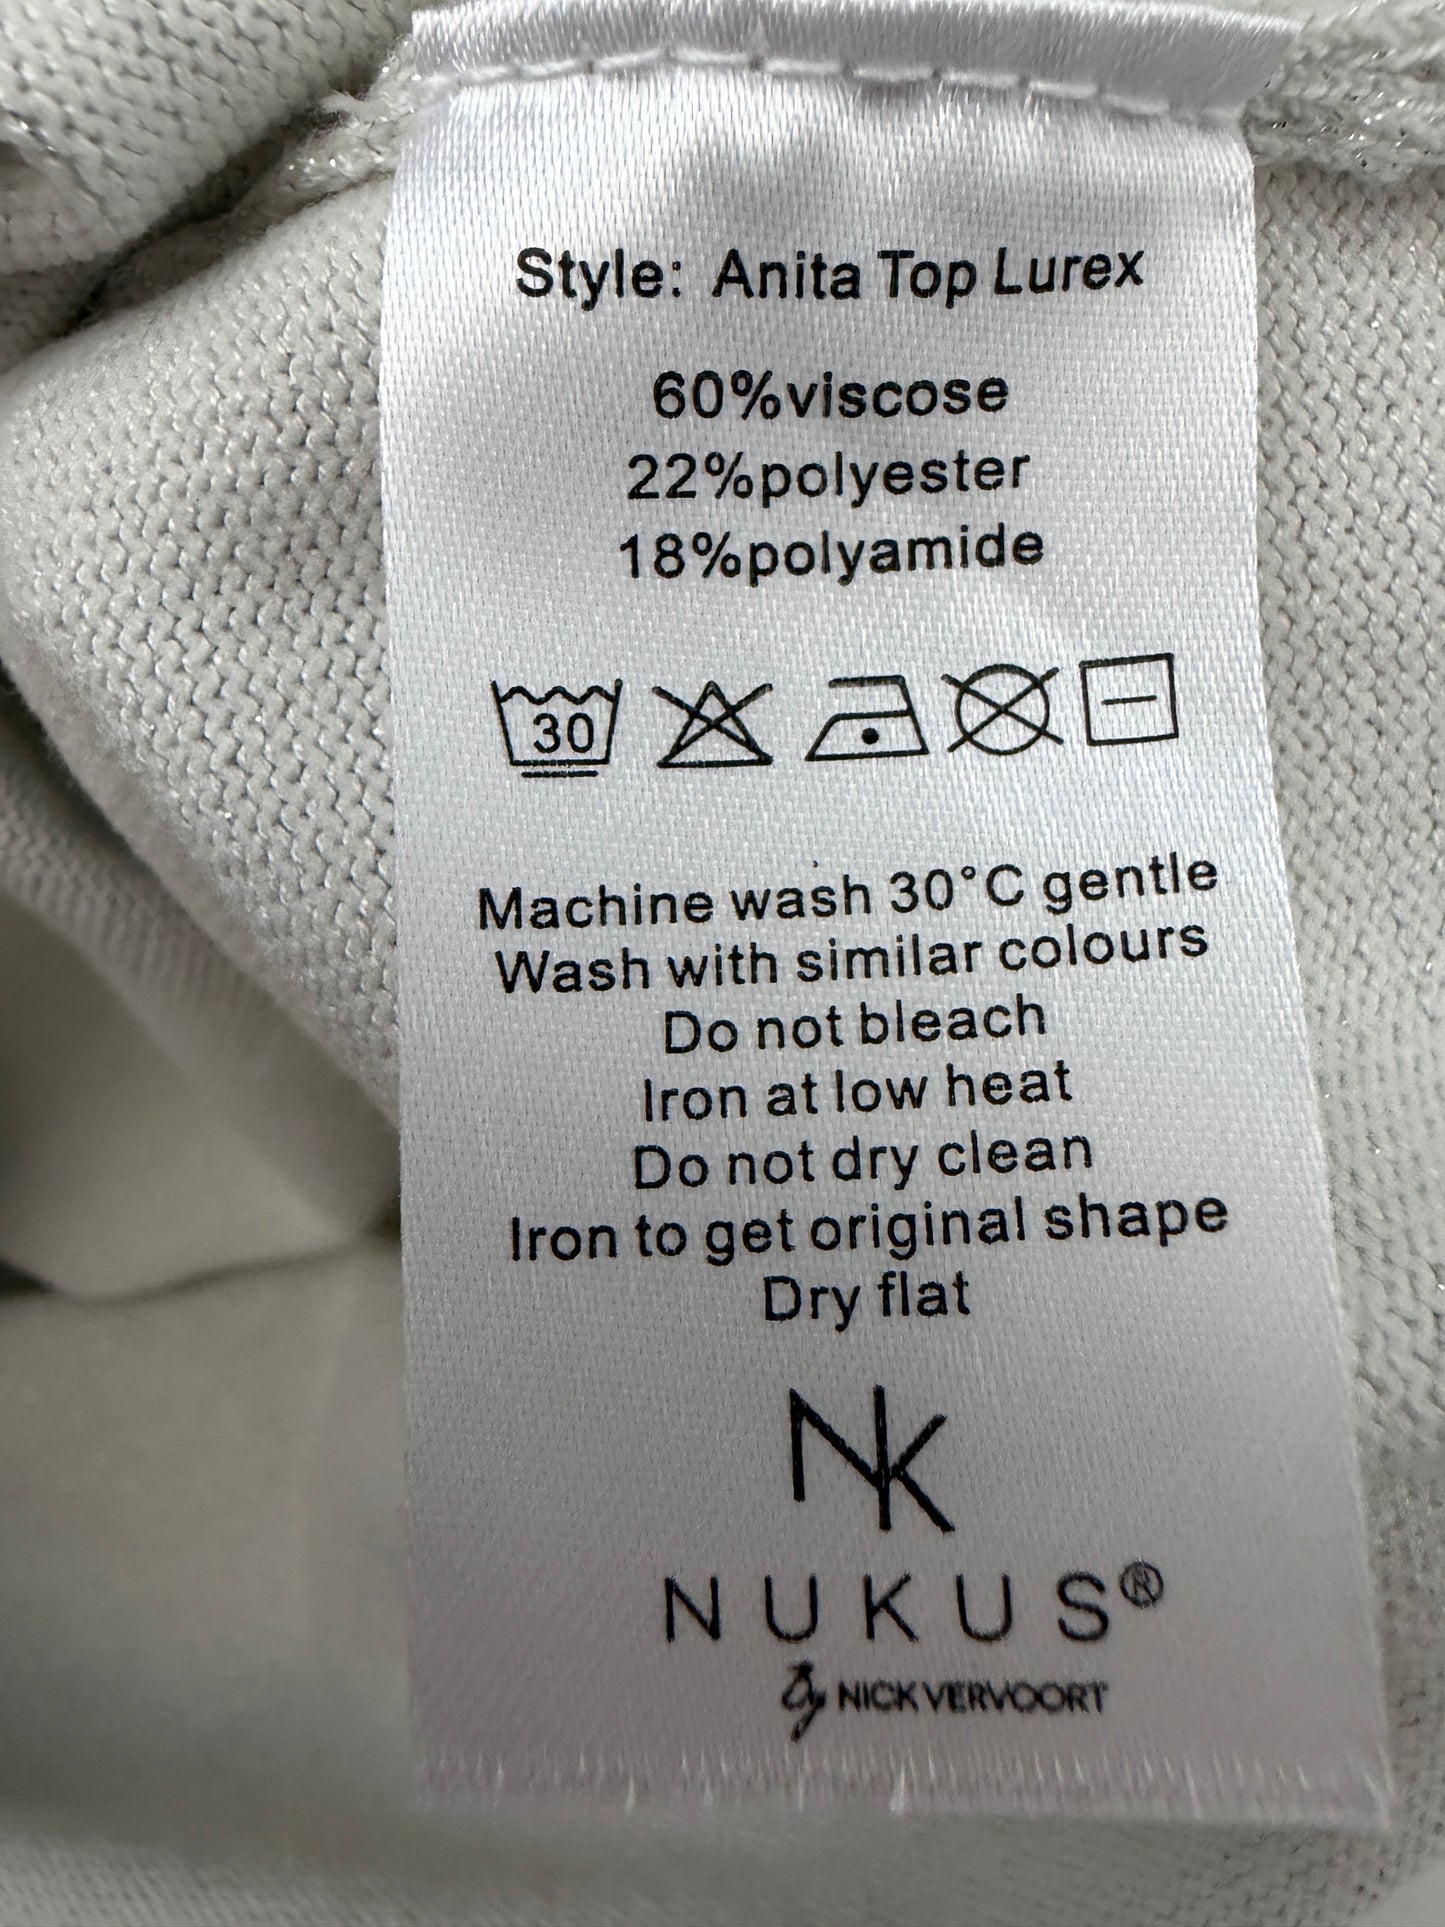 Style: Anita Top Lurex
60%viscose
22%polyester
18%polyamide
30
Machine wash 30°C gentle
Wash with similar colours
Do not bleach
Iron at low heat
Do not dry clean
Iron to get original shape
Dry flat
NK
NUKUS®
By NICK VERVOORT